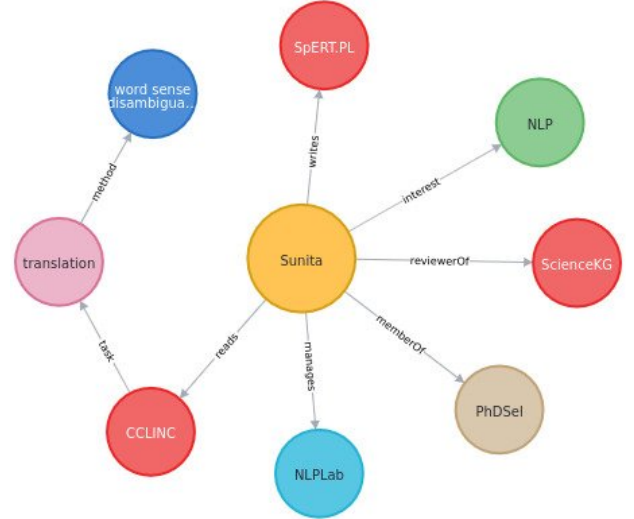 SpERT.PL
word sense
disambigua...
writes
NLP
interest
method
translation
Sunita
reviewerOf
ScienceKG
memberOf
reads
manages
task
PhDSel
CCLINC
NLPLab